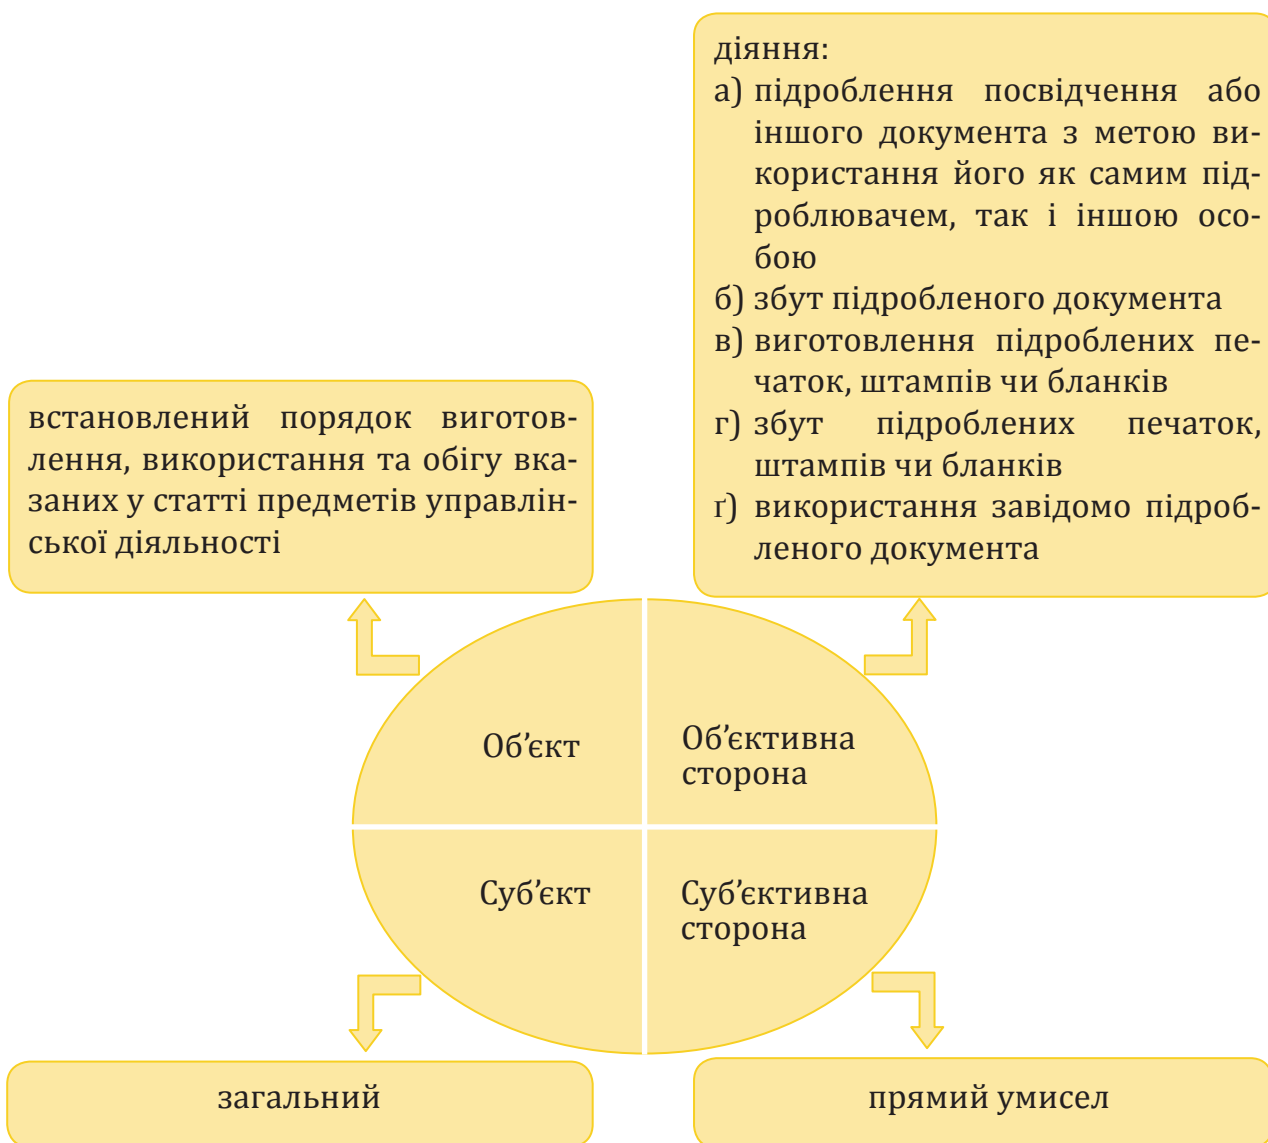 діяння:
а) підроблення посвідчення або
іншого документа з метою ви-
користання його як самим під-
роблювачем, так і іншою осо-
бою
б) збут підробленого документа
в) виготовлення підроблених пе-
чаток, штампів чи бланків
г) збут підроблених печаток,
штампів чи бланків
ґ) використання завідомо підроб-
леного документа
встановлений порядок виготов-
лення, використання та обігу вка-
заних у статті предметів управлін-
ської діяльності
Об’єкт
Об’єктивна
сторона
Суб’єкт
Суб’єктивна
сторона
загальний
прямий умисел